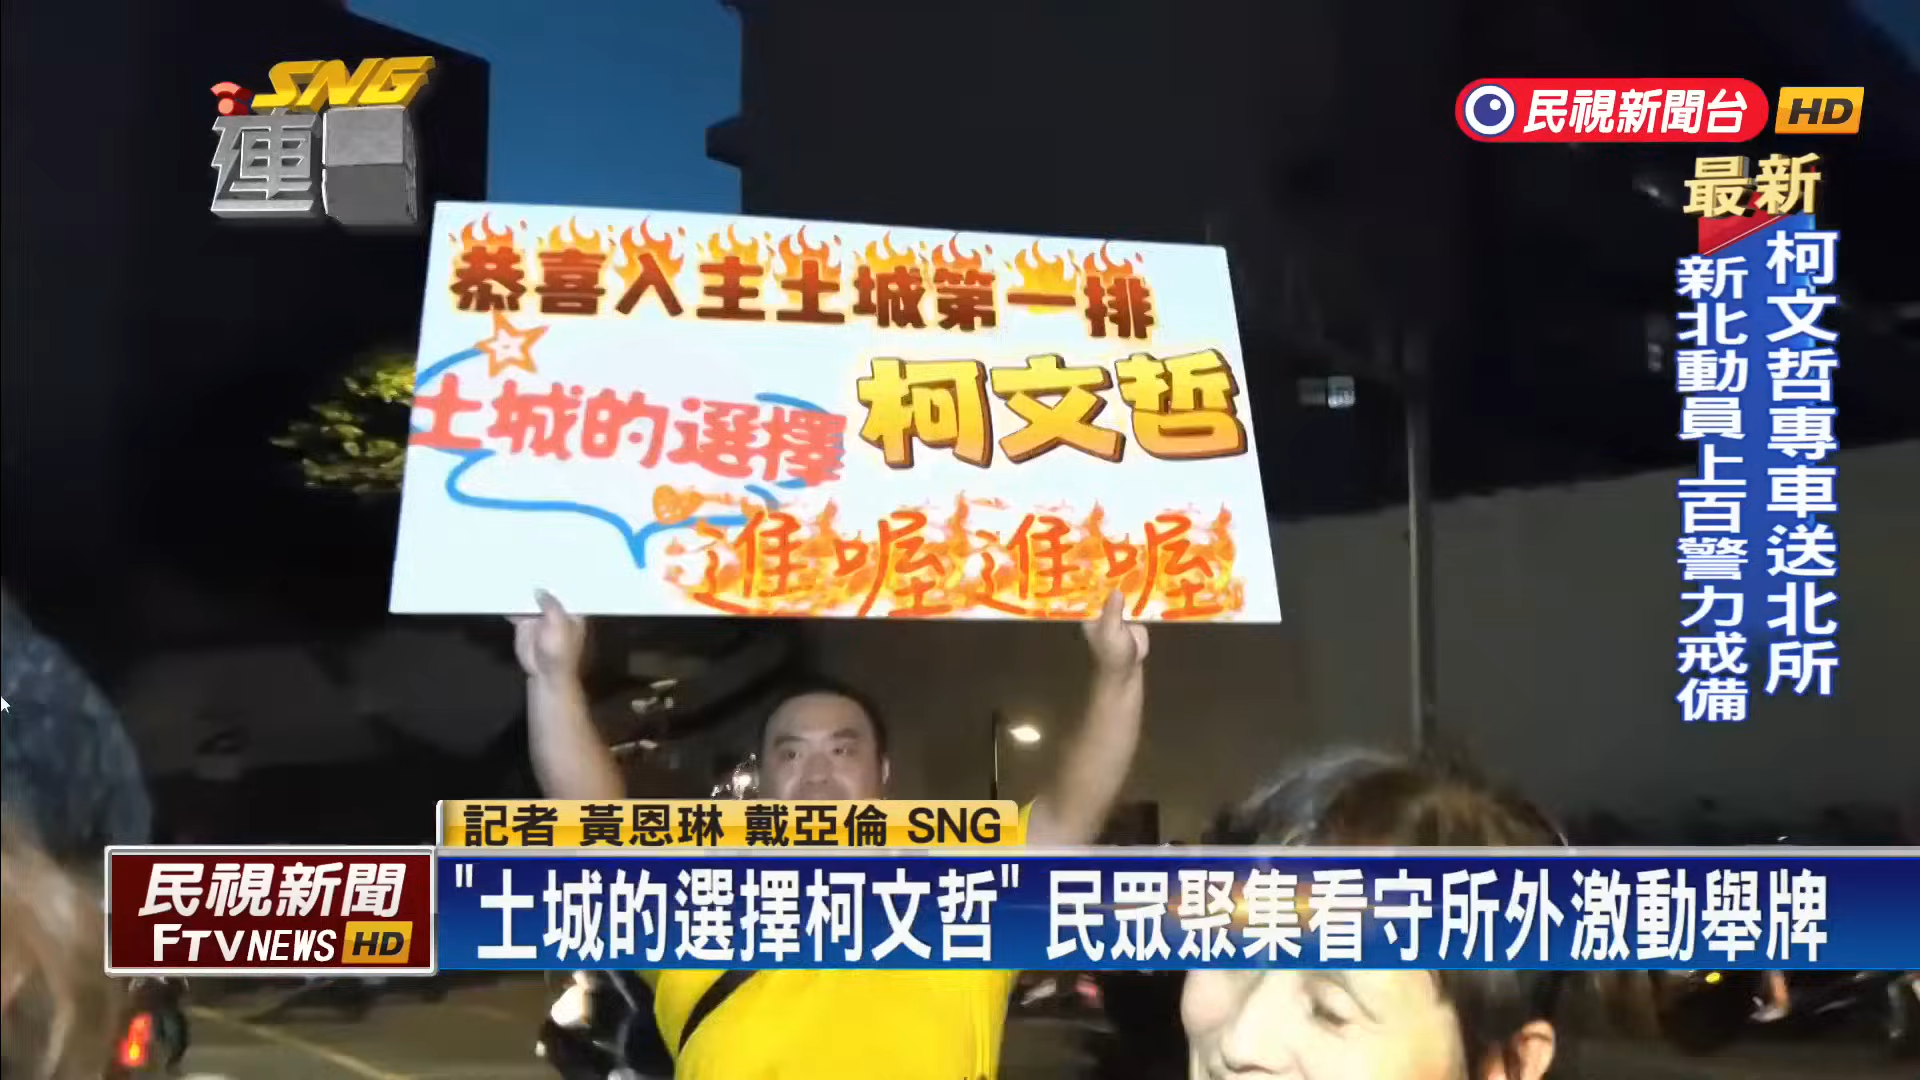 SNG
連
民視新聞台 HD
最新
柯文哲專車送北所
新北動員上百警力戒備
恭喜入主土城第一排
土城的選擇
柯文哲
進喔進喔
記者 黃恩琳 戴亞倫 SNG
民視新聞
FTVNEWS HD
"土城的選擇柯文哲" 民眾聚集看守所外激動舉牌